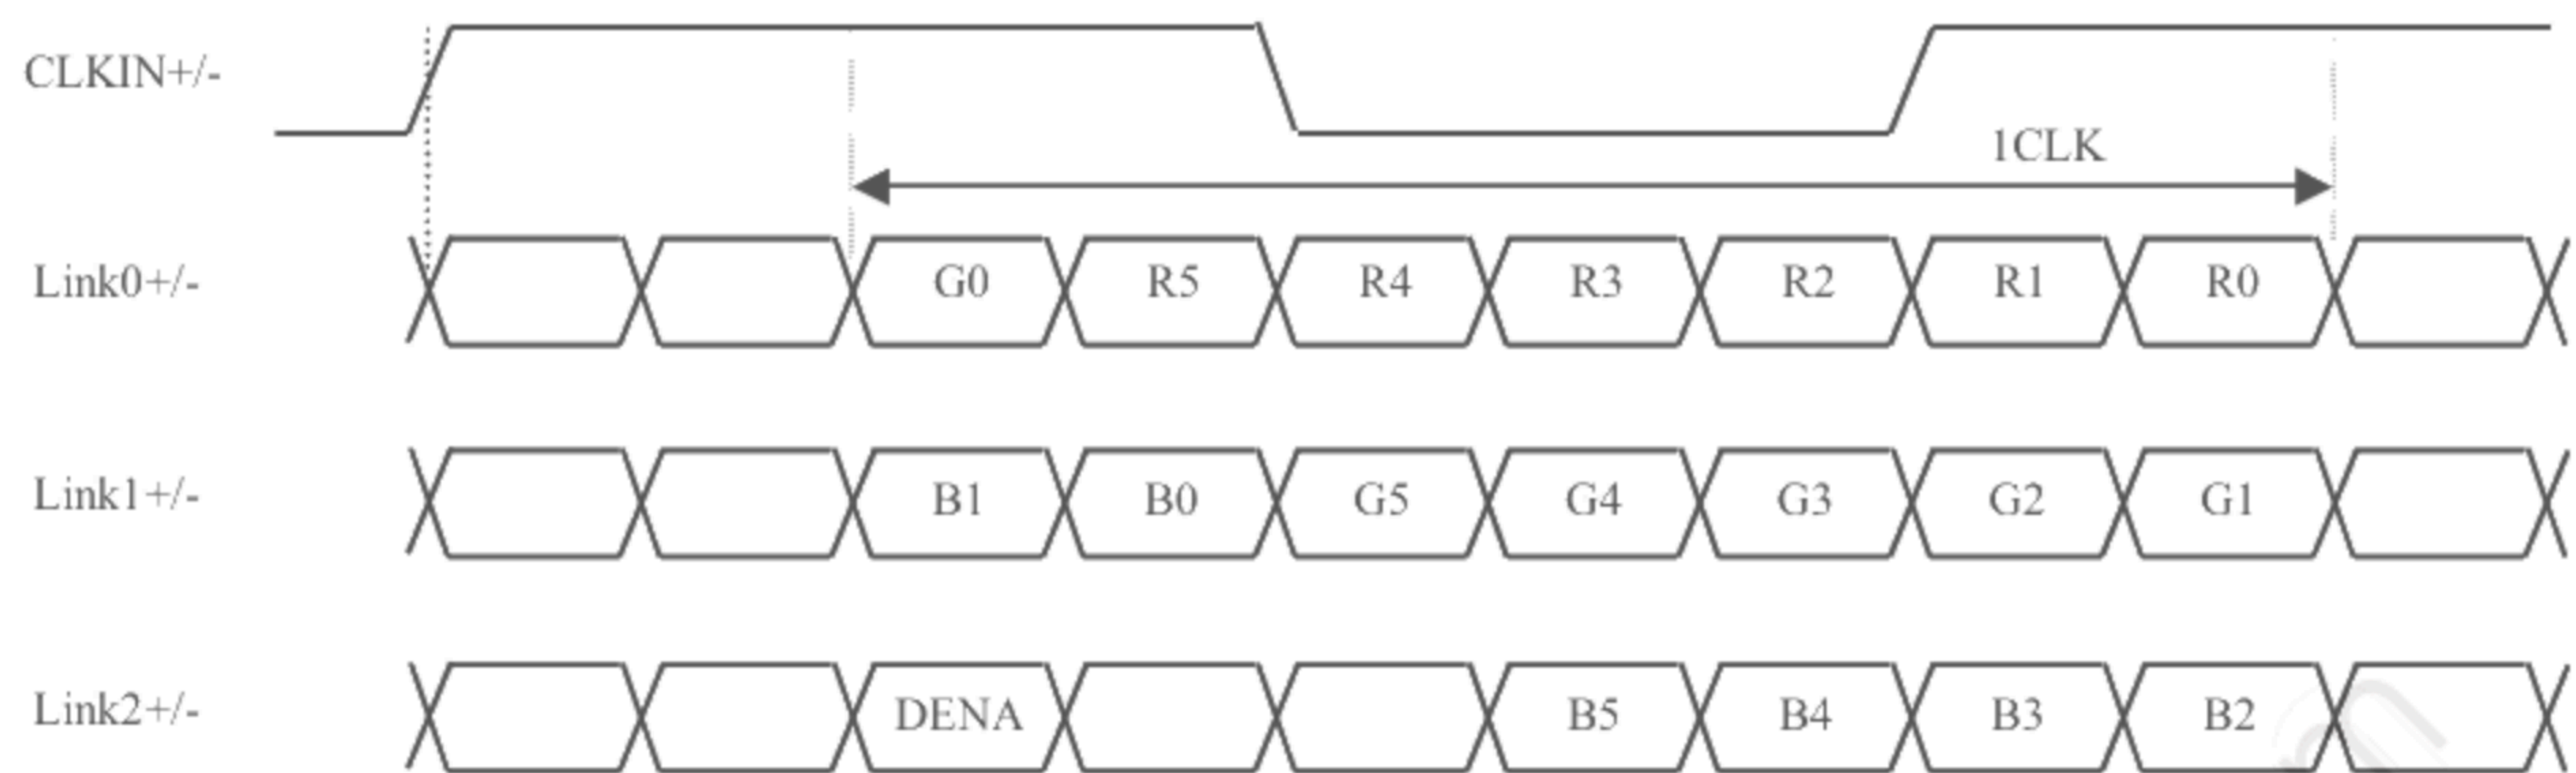 CLKIN+/-
1CLK
Link0+/- G0 R5 R4 R3 R2 R1 R0
Link1+/- B1 B0 G5 G4 G3 G2 G1
Link2+/- DENA B5 B4 B3 B2